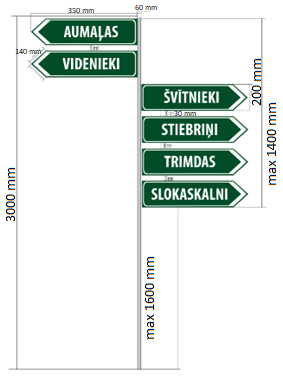 350 mm
60 mm
AUMAĻAS
140 mm
VIDENIEKI
ŠVĪTNIEKI
200 mm
30 mm
STIEBRIŅI
TRIMDAS
SLOKASKALNI
max 1400 mm
3000 mm
max 1600 mm